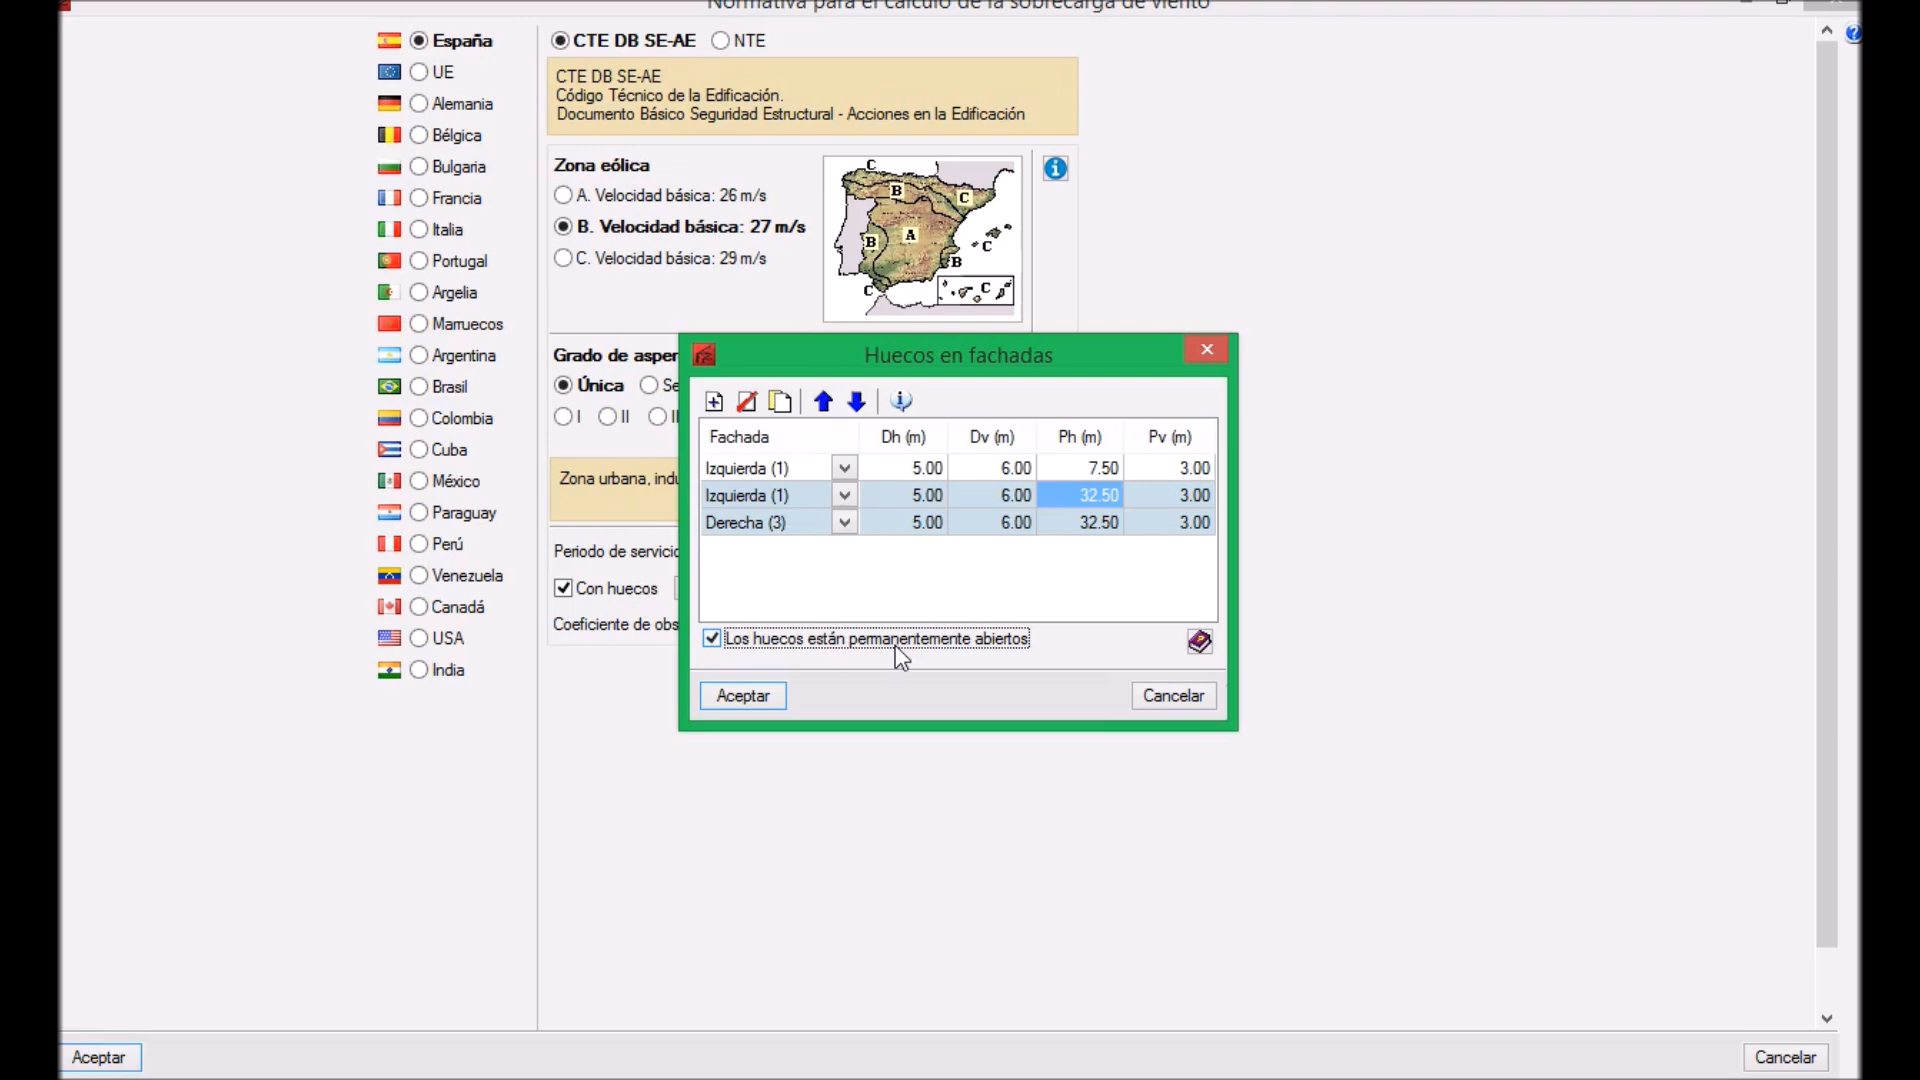 Normativa para el cálculo de la sobrecarga de viento
España
UE
Alemania
Bélgica
Bulgaria
Francia
Italia
Portugal
Argelia
Marruecos
Argentina
Brasil
Colombia
Cuba
México
Paraguay
Perú
Venezuela
Canadá
USA
India
CTE DB SE-AE NTE
CTE DB SE-AE
Código Técnico de la Edificación.
Documento Básico Seguridad Estructural - Acciones en la Edificación
Zona eólica
A. Velocidad básica: 26 m/s
B. Velocidad básica: 27 m/s
C. Velocidad básica: 29 m/s
C
B
C
A
B
C
B
C
C
Grado de asper
Única Se
I II
Zona urbana, indu
Periodo de servicio
Con huecos
Coeficiente de obs
Huecos en fachadas
Fachada Dh (m) Dv (m) Ph (m) Pv (m)
Izquierda (1) 5.00 6.00 7.50 3.00
Izquierda (1) 5.00 6.00 32.50 3.00
Derecha (3) 5.00 6.00 32.50 3.00
Los huecos están permanentemente abiertos
Aceptar Cancelar
Aceptar Cancelar